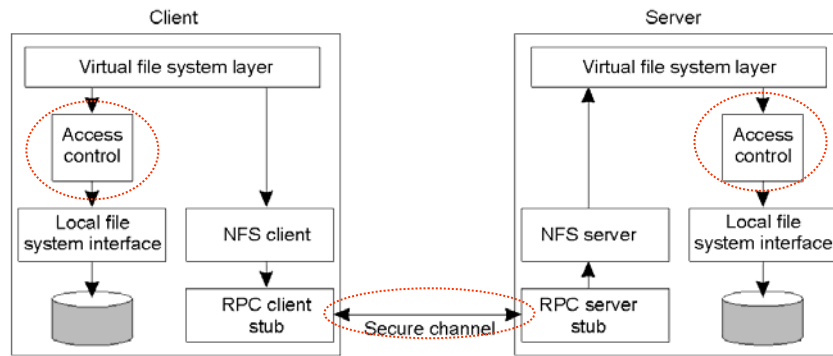 Client
Server
Virtual file system layer
Virtual file system layer
Access
control
Access
control
Local file
system interface
NFS client
NFS server
Local file
system interface
RPC client
stub
Secure channel
RPC server
stub